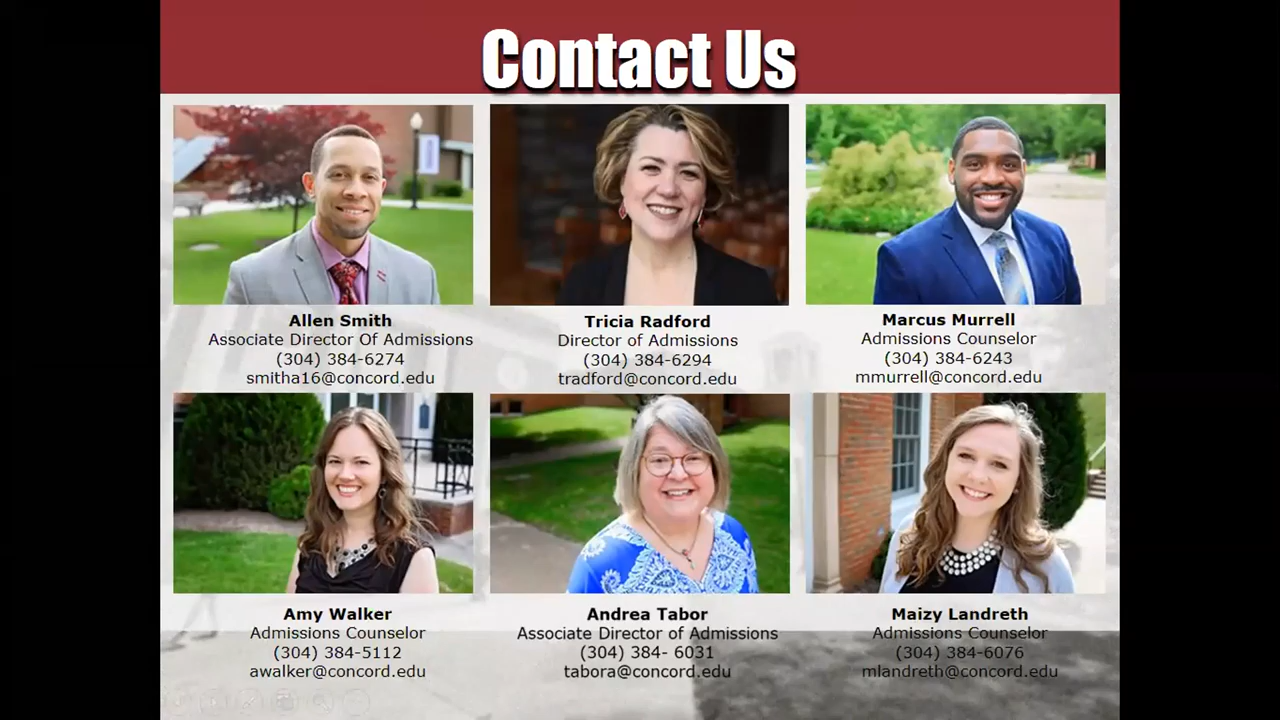 Contact Us
Allen Smith
Associate Director Of Admissions
(304) 384-6274
smitha16@concord.edu
Tricia Radford
Director of Admissions
(304) 384-6294
tradford@concord.edu
Marcus Murrell
Admissions Counselor
(304) 384-6243
mmurrell@concord.edu
Amy Walker
Admissions Counselor
(304) 384-5112
awalker@concord.edu
Andrea Tabor
Associate Director of Admissions
(304) 384- 6031
tabora@concord.edu
Maizy Landreth
Admissions Counselor
(304) 384-6076
mlandreth@concord.edu